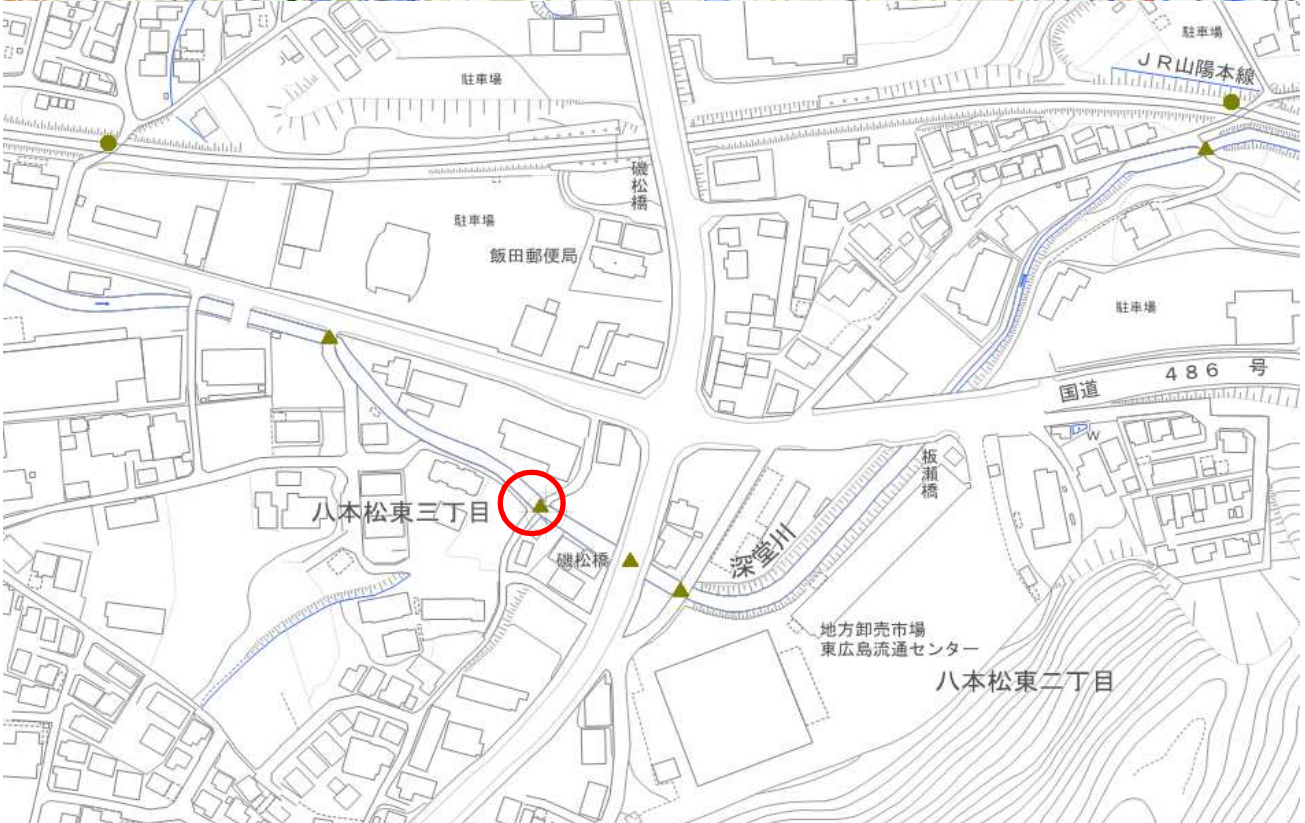 駐車場
JR山陽本線
駐車場
磯松橋
駐車場
飯田郵便局
駐車場
国道 486 号
W
板瀬橋
八本松東三丁目
磯松橋
深堂川
地方卸売市場
東広島流通センター
八本松東二丁目